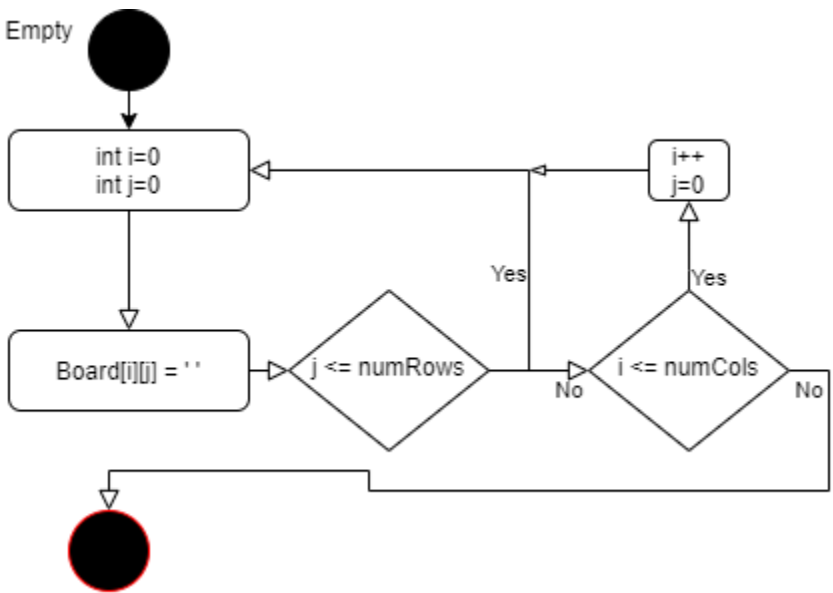 Empty
int i=0
int j=0
i++
j=0
Yes
Yes
Board[i][j] = ' '
j <= numRows
No
i <= numCols
No